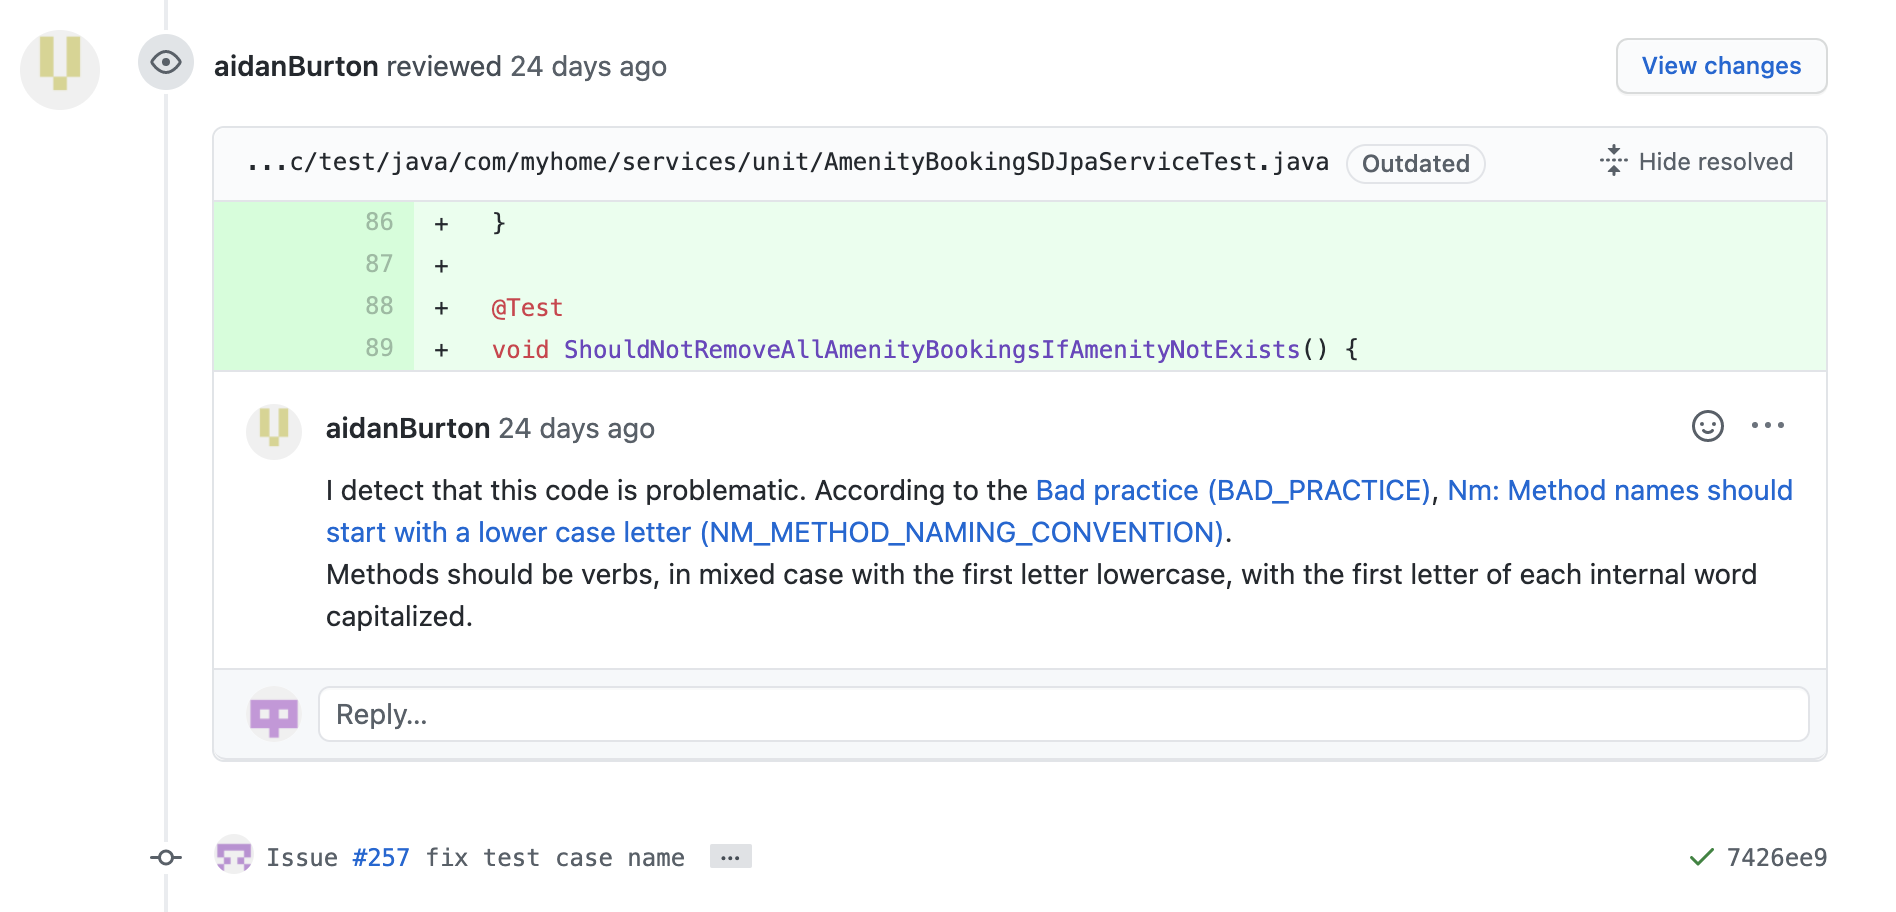 aidanBurton reviewed 24 days ago
View changes
...c/test/java/com/myhome/services/unit/AmenityBookingSDJpaServiceTest.java Outdated Hide resolved
86 + }
87 +
88 + @Test
89 + void ShouldNotRemoveAllAmenityBookingsIfAmenityNotExists() {
aidanBurton 24 days ago
I detect that this code is problematic. According to the Bad practice (BAD_PRACTICE), Nm: Method names should
start with a lower case letter (NM_METHOD_NAMING_CONVENTION).
Methods should be verbs, in mixed case with the first letter lowercase, with the first letter of each internal word
capitalized.
Reply...
Issue #257 fix test case name ... 7426ee9